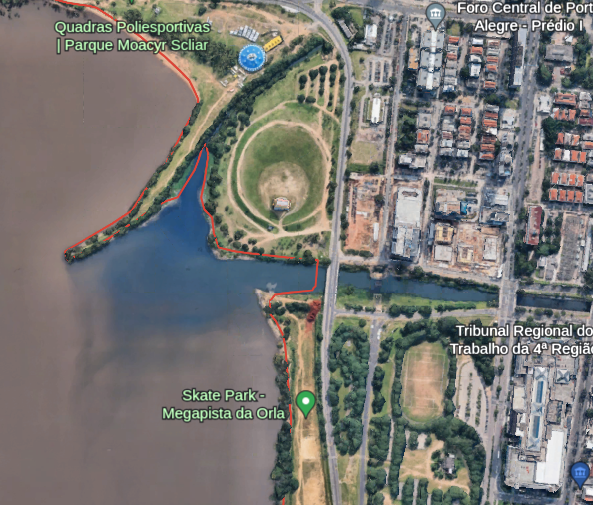 Foro Central de Port
Alegre - Prédio I
Quadras Poliesportivas
| Parque Moacyr Scliar
Tribunal Regional do
Trabalho da 4ª Região
Skate Park -
Megapista da Orla